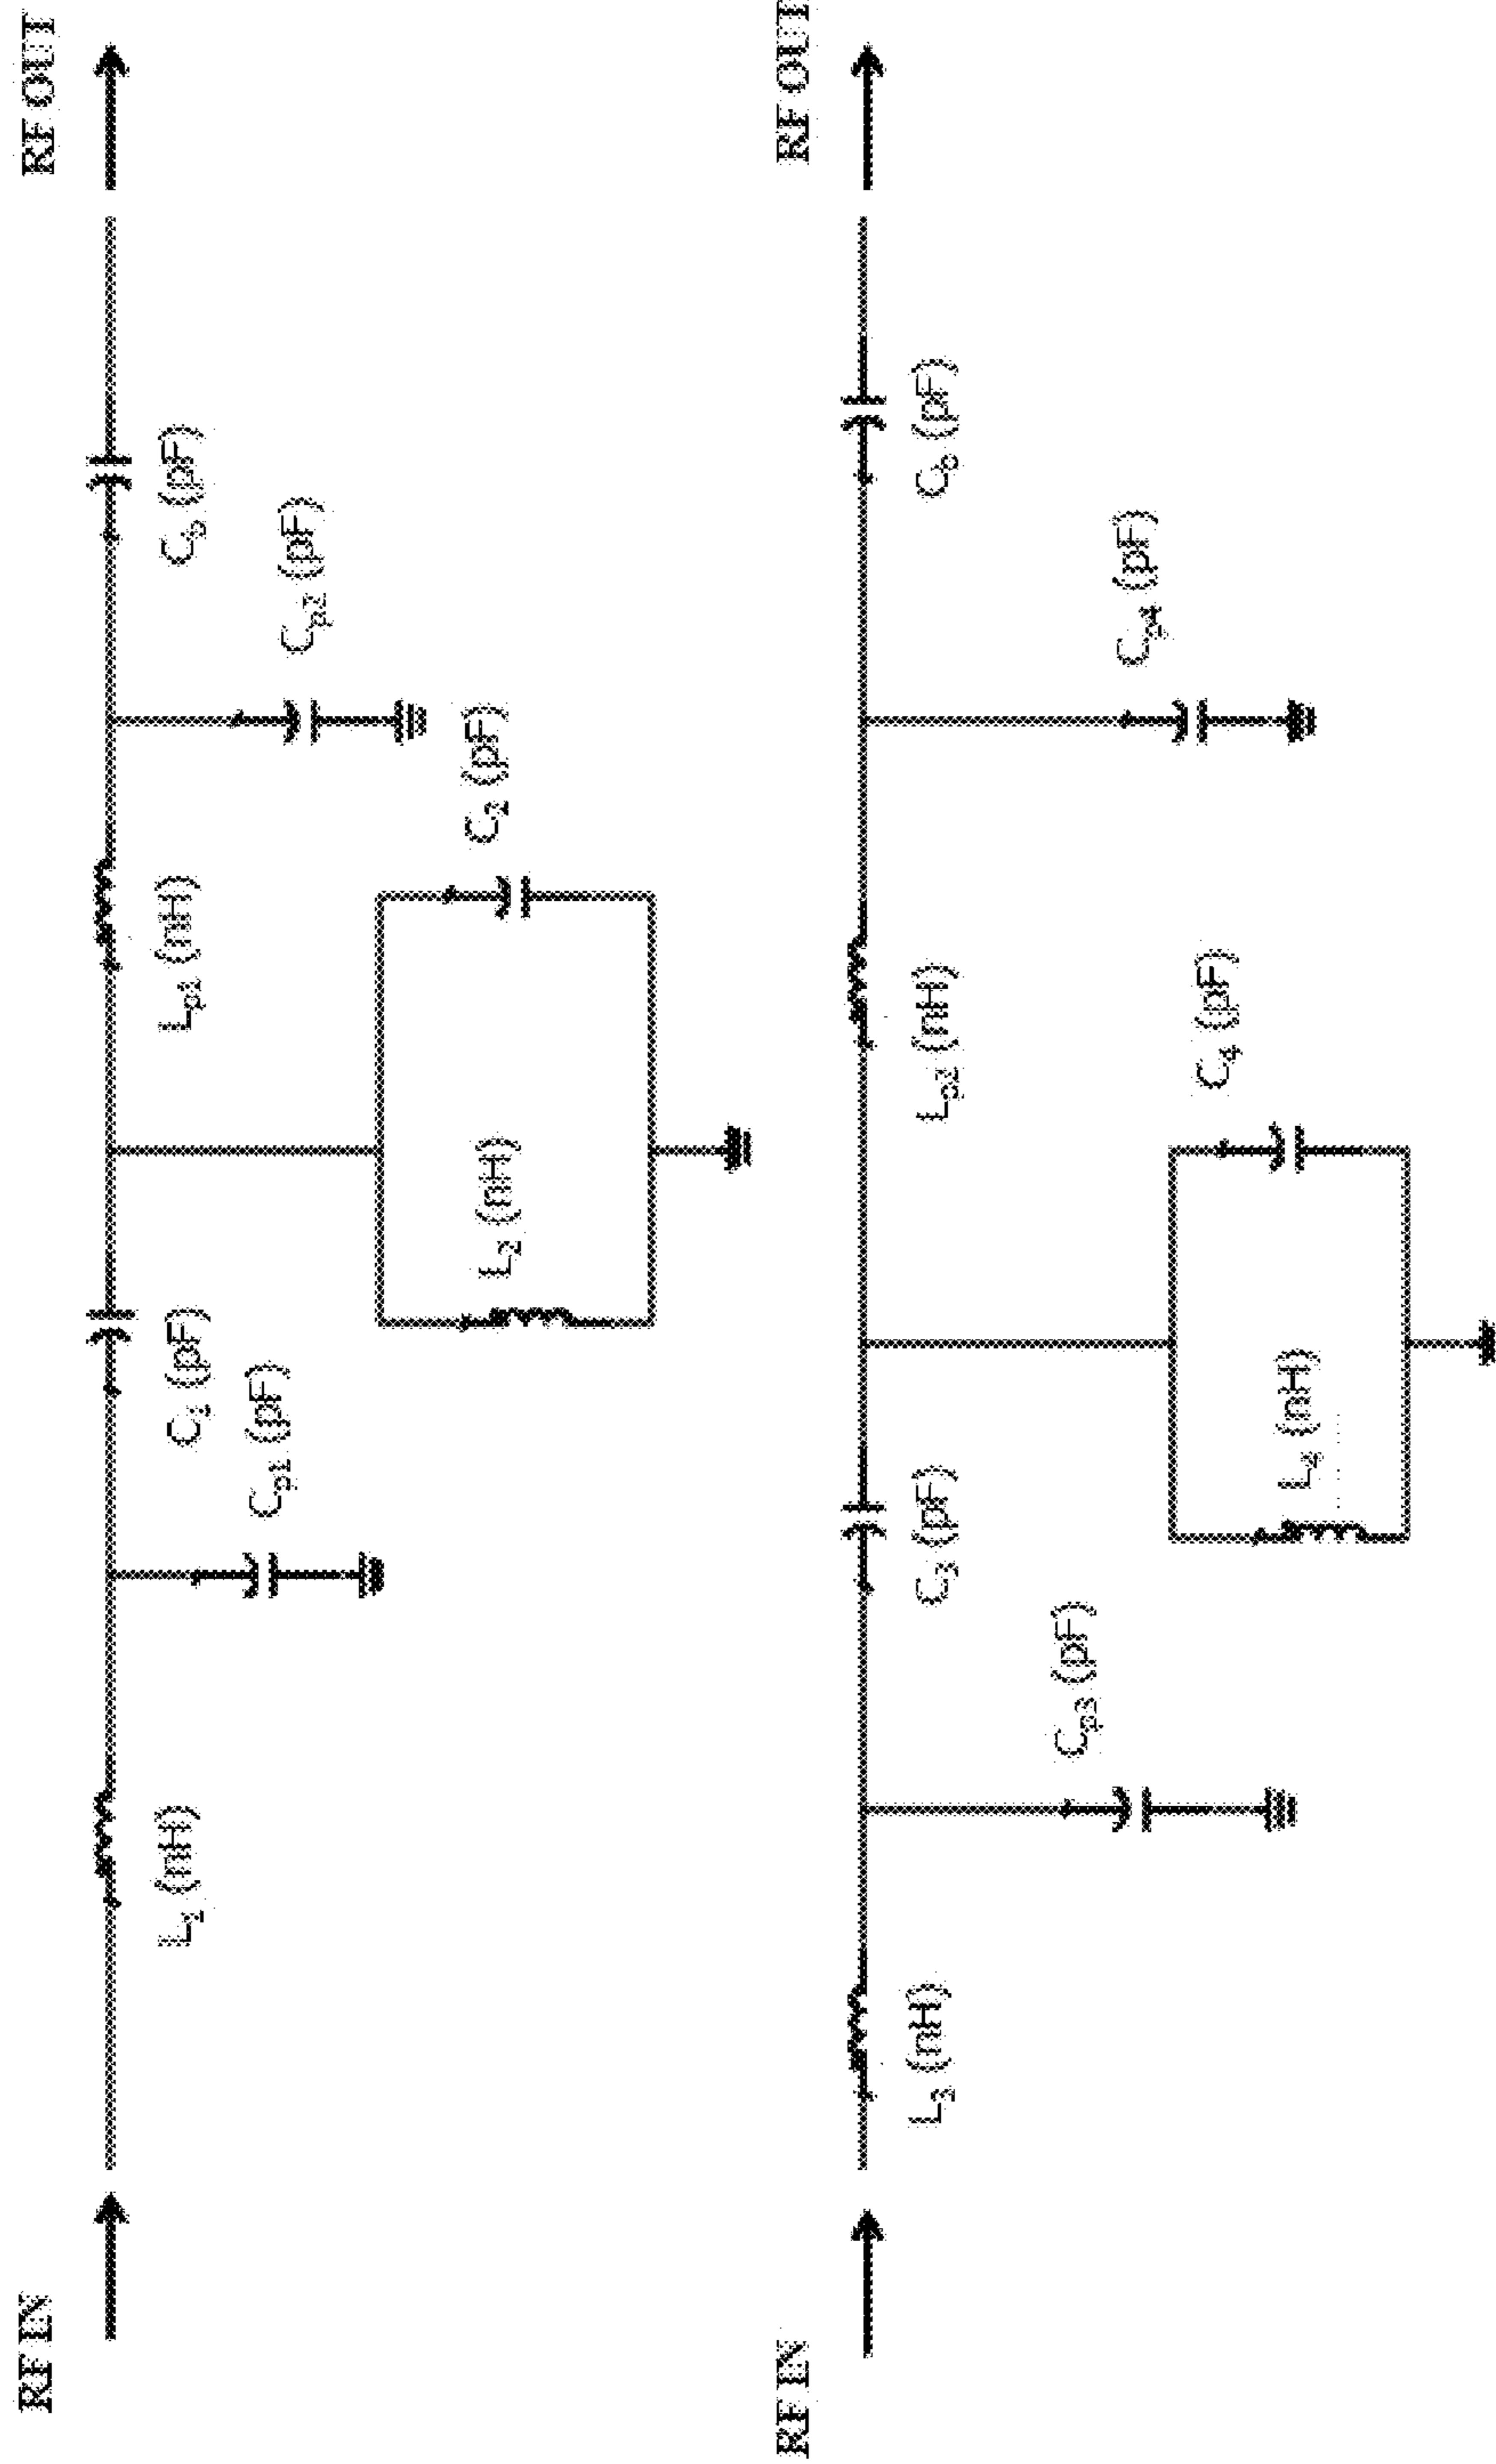 RF IN
L₁ (nH)
Cp1 (pF)
C₁ (pF)
L₂ (nH)
C₂ (pF)
Lp1 (nH)
Cp2 (pF)
Cb (pF)
RF OUT
RF IN
L₃ (nH)
Cp3 (pF)
C₃ (pF)
L₄ (nH)
C₄ (pF)
Lp2 (nH)
Cp4 (pF)
Cb (pF)
RF OUT